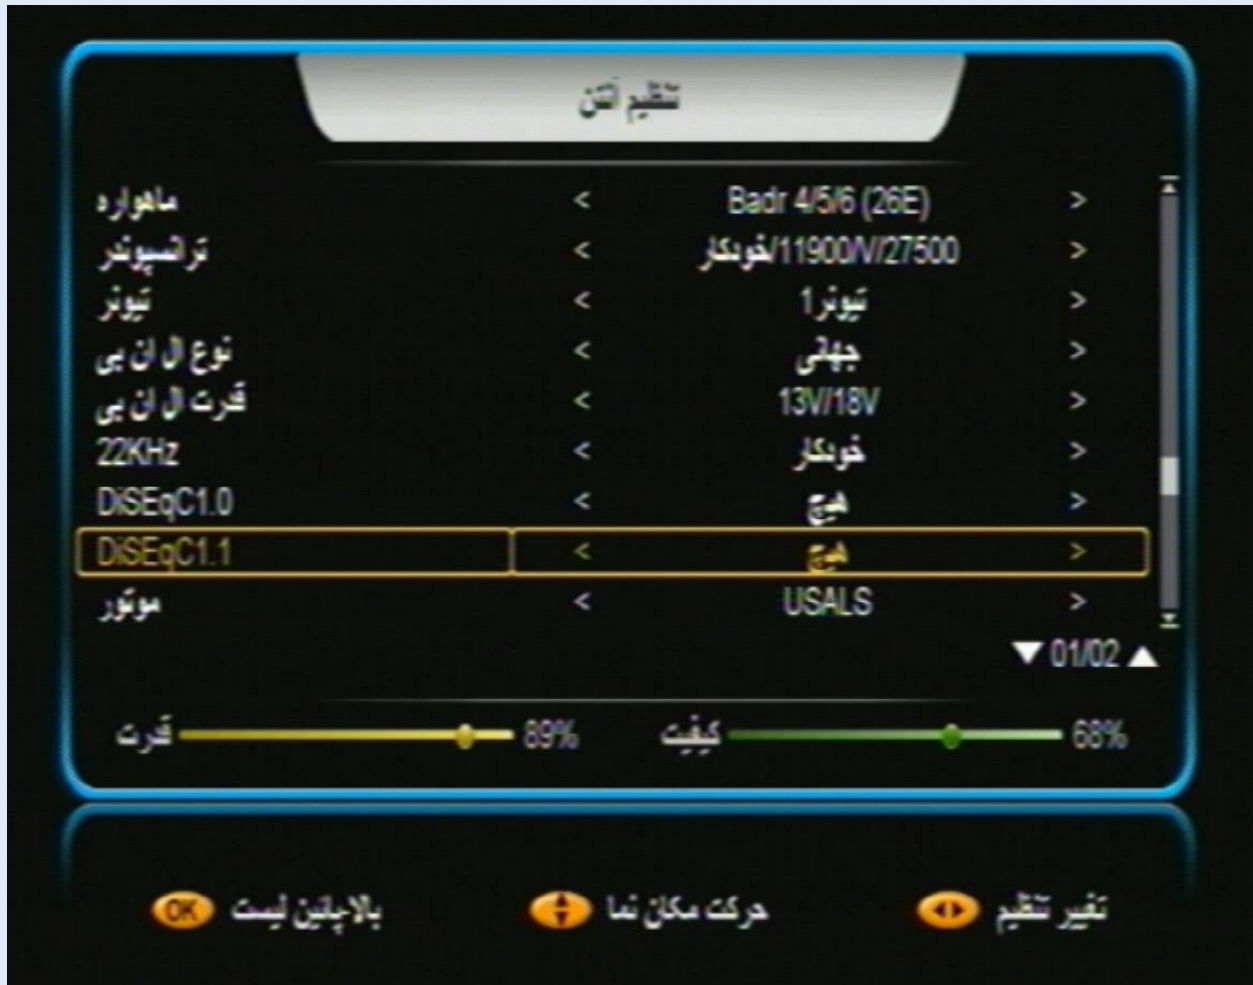 تنظیم آنتن
ماهواره < Badr 4/5/6 (26E) >
ترانسپوندر < خودکار/11900/V/27500 >
تیونر < تیونر1 >
نوع ال ان بی < جهانی >
قدرت ال ان بی < 13V/18V >
22KHz < خودکار >
DiSEqC1.0 < هیچ >
DiSEqC1.1 < هیچ >
موتور < USALS >
▼ 01/02 ▲
قدرت 89% کیفیت 68%
OK بالاپائین لیست حرکت مکان نما تغییر تنظیم